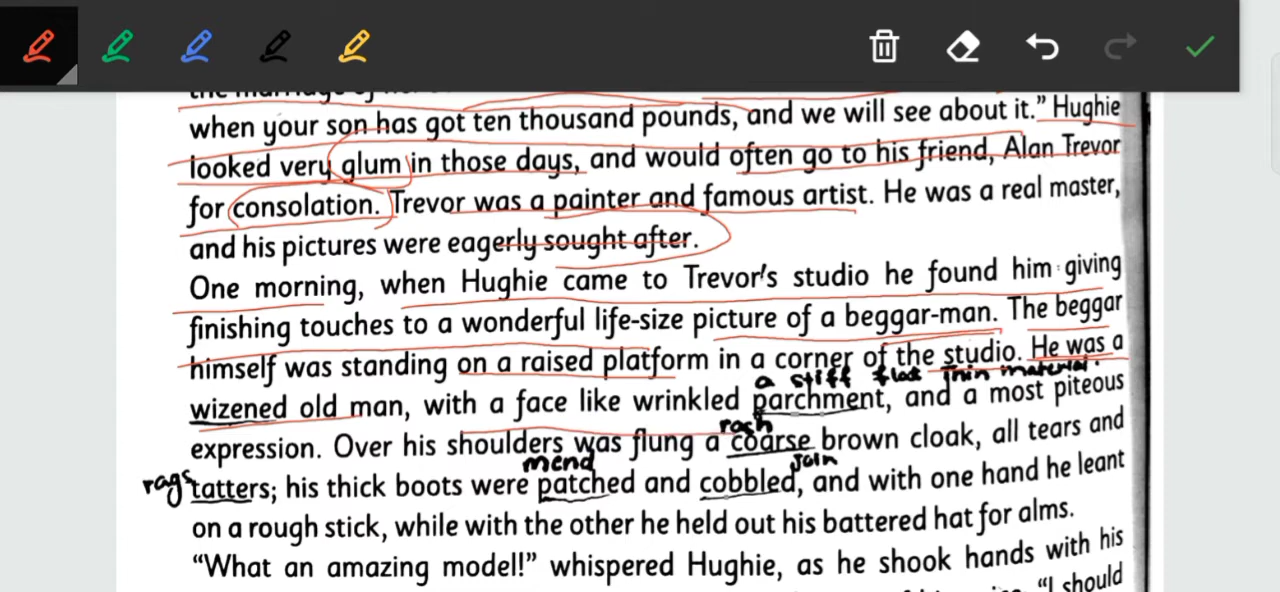 when your son has got ten thousand pounds, and we will see about it.” Hughie
looked very glum in those days, and would often go to his friend, Alan Trevor
for consolation. Trevor was a painter and famous artist. He was a real master,
and his pictures were eagerly sought after.
One morning, when Hughie came to Trevor's studio he found him giving
finishing touches to a wonderful life-size picture of a beggar-man. The beggar
himself was standing on a raised platform in a corner of the studio. He was a
a stiff flat thin material.
wizened old man, with a face like wrinkled parchment, and a most piteous
rash
expression. Over his shoulders was flung a coarse brown cloak, all tears and
mend join
rags tatters; his thick boots were patched and cobbled, and with one hand he leant
on a rough stick, while with the other he held out his battered hat for alms.
“What an amazing model!” whispered Hughie, as he shook hands with his
“I should